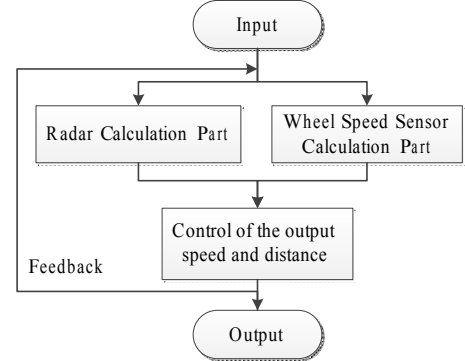 Input
Radar Calculation Part
Wheel Speed Sensor
Calculation Part
Control of the output
speed and distance
Feedback
Output